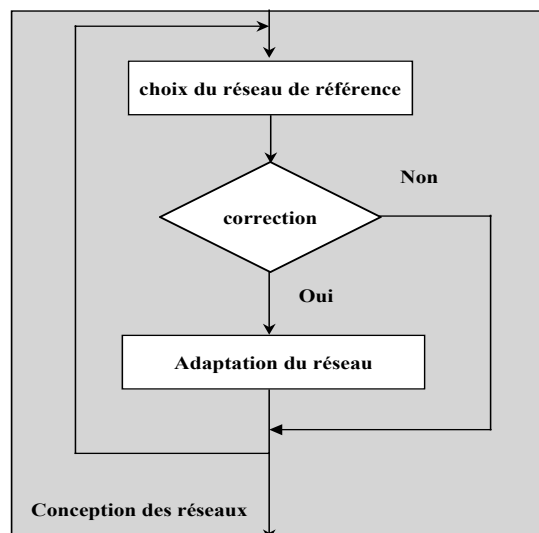 choix du réseau de référence
Non
correction
Oui
Adaptation du réseau
Conception des réseaux